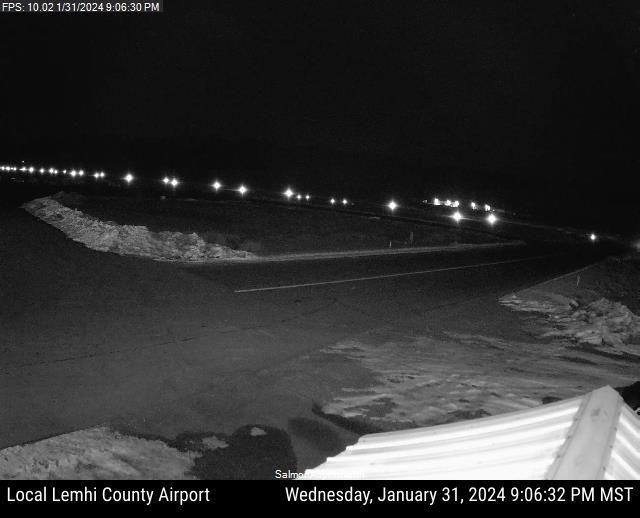 FPS: 10.02 1/31/2024 9:06:30 PM
Local Lemhi County Airport
Wednesday, January 31, 2024 9:06:32 PM MST